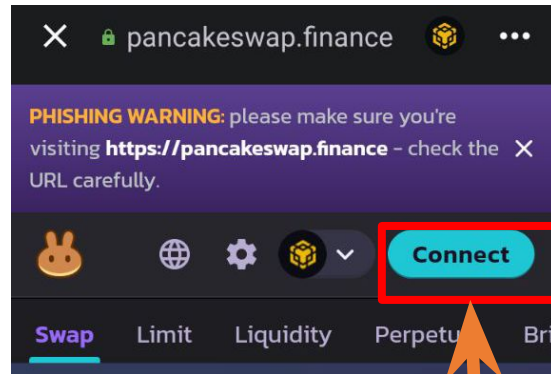 pancakeswap.finance
PHISHING WARNING: please make sure you're
visiting https://pancakeswap.finance - check the
URL carefully.
Connect
Swap Limit Liquidity